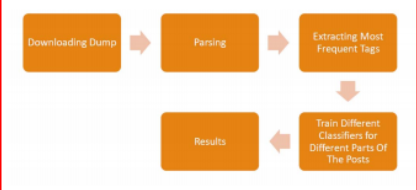 Downloading Dump
Parsing
Extracting Most
Frequent Tags
Train Different
Classifiers for
Different Parts Of
The Posts
Results